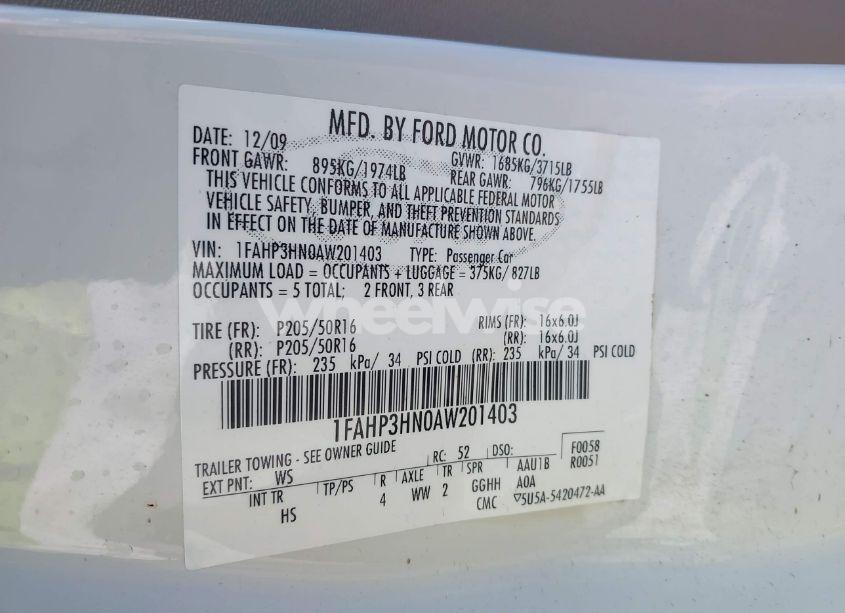 MFD. BY FORD MOTOR CO.
DATE: 12/09 GVWR: 1685KG/3715LB
FRONT GAWR: 895KG/1974LB REAR GAWR: 796KG/1755LB
THIS VEHICLE CONFORMS TO ALL APPLICABLE FEDERAL MOTOR
VEHICLE SAFETY, BUMPER, AND THEFT PREVENTION STANDARDS
IN EFFECT ON THE DATE OF MANUFACTURE SHOWN ABOVE.
VIN: 1FAHP3HN0AW201403 TYPE: Passenger Car
MAXIMUM LOAD = OCCUPANTS + LUGGAGE = 375KG/ 827LB
OCCUPANTS = 5 TOTAL; 2 FRONT, 3 REAR
wheelwise
TIRE (FR): P205/50R16 RIMS (FR): 16x6.0J
(RR): P205/50R16 (RR): 16x6.0J
PRESSURE (FR): 235 kPa/ 34 PSI COLD (RR): 235 kPa/ 34 PSI COLD
1FAHP3HN0AW201403
TRAILER TOWING - SEE OWNER GUIDE RC: 52 DSO: F0058
EXT PNT: WS R0051
INT TR TP/PS R AXLE TR SPR AAU1B
HS 4 WW 2 GGHH A0A
CMC ▽5U5A-5420472-AA